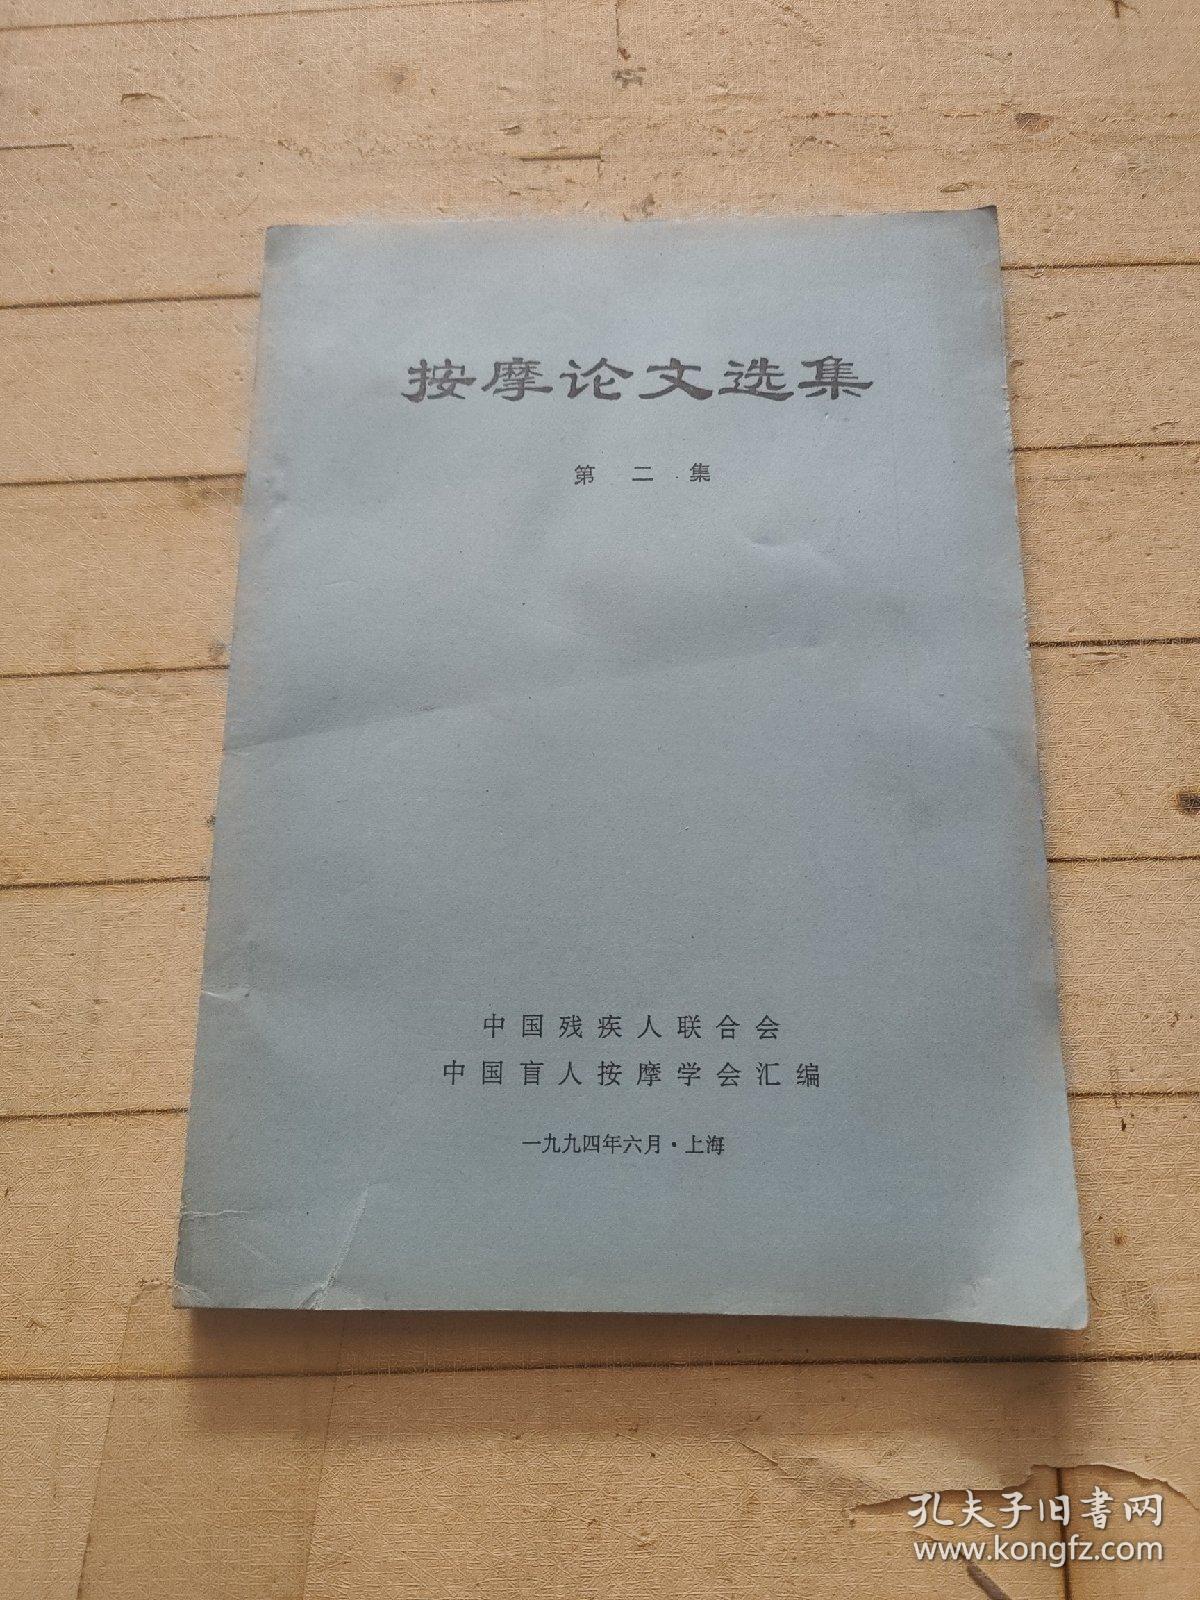 按摩论文选集
第二集
中国残疾人联合会
中国盲人按摩学会汇编
一九九四年六月·上海
孔夫子旧书网
www.kongfz.com